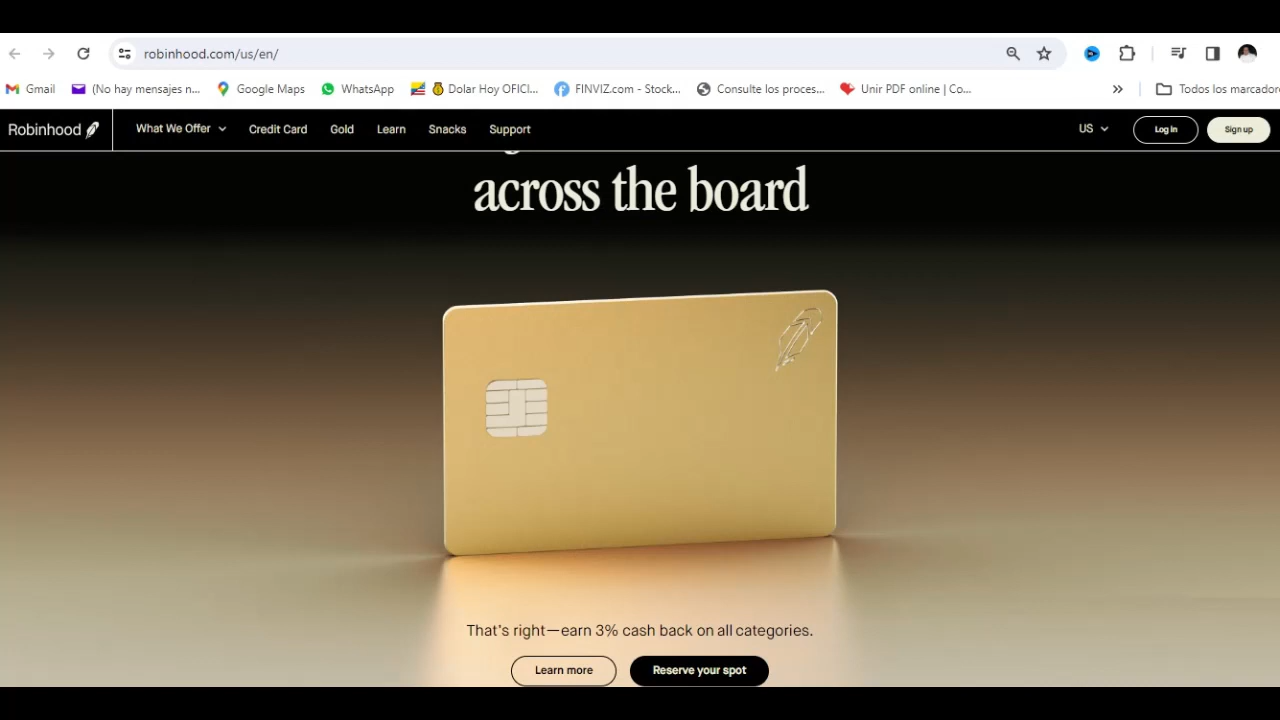 robinhood.com/us/en/
Gmail (No hay mensajes n... Google Maps WhatsApp Dolar Hoy OFICI... FINVIZ.com - Stock... Consulte los proces... Unir PDF online | Co... » Todos los marcador
Robinhood What We Offer Credit Card Gold Learn Snacks Support US Log in Sign up
across the board
That's right—earn 3% cash back on all categories.
Learn more Reserve your spot